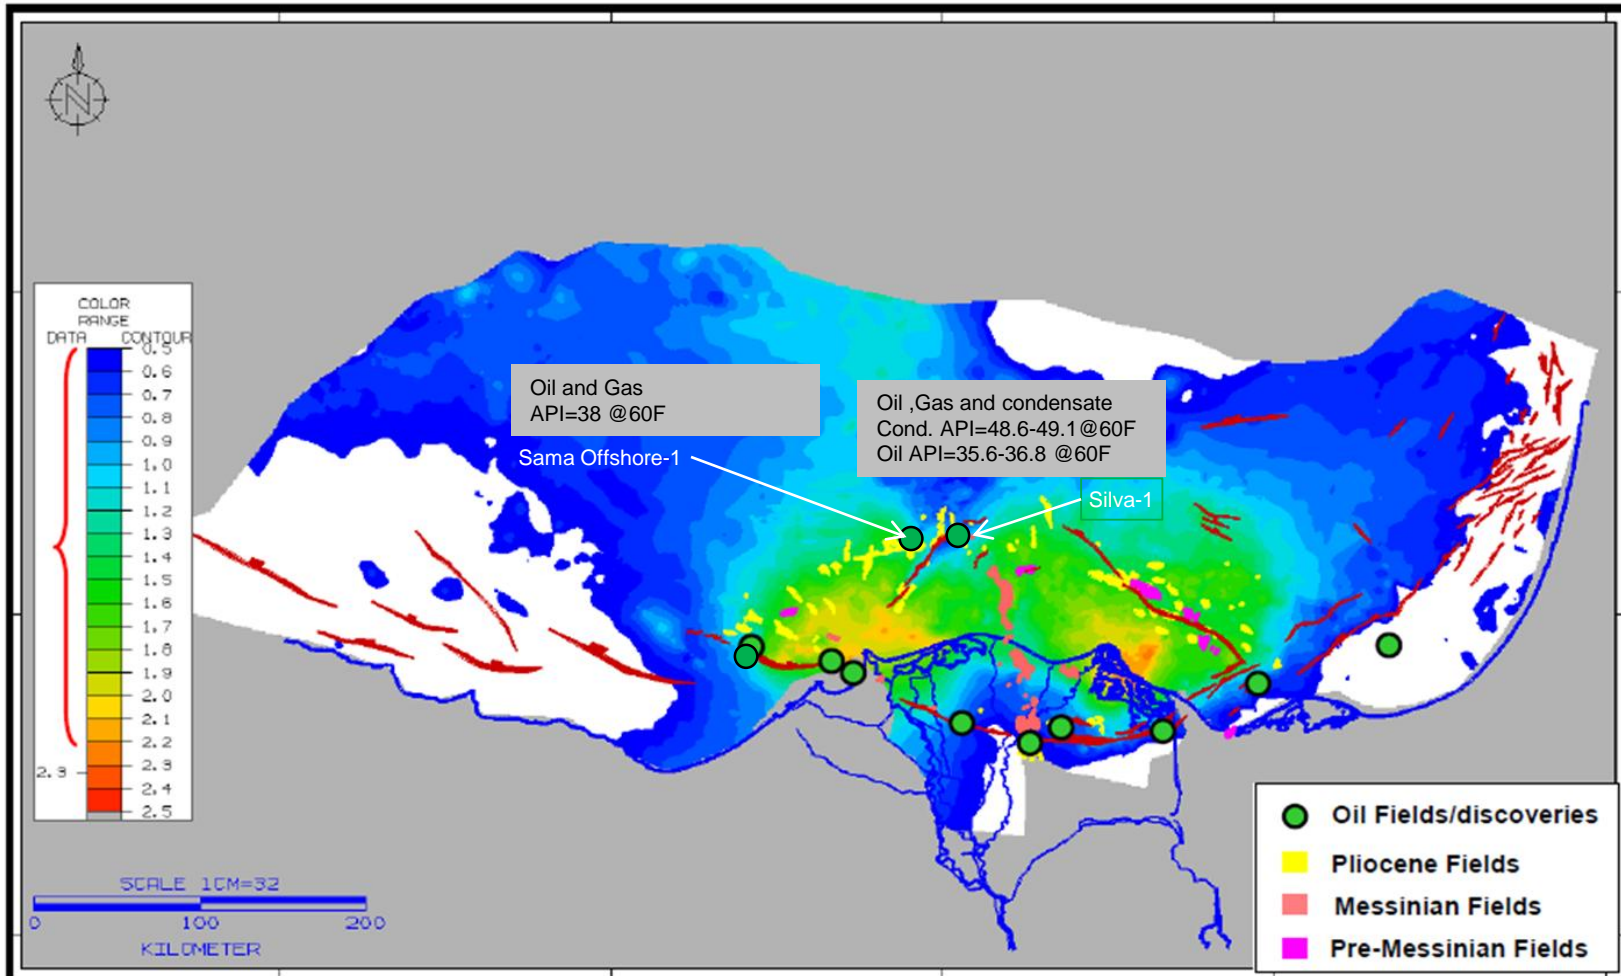 N
COLOR
RANGE
DATA CONTOUR
0.5
0.6
0.7
0.8
0.9
1.0
1.1
1.2
1.3
1.4
1.5
1.6
1.7
1.8
1.9
2.0
2.1
2.2
2.3
2.3
2.4
2.5
Oil and Gas
API=38 @60F
Sama Offshore-1
Oil ,Gas and condensate
Cond. API=48.6-49.1@60F
Oil API=35.6-36.8 @60F
Silva-1
SCALE 1CM=32
0 100 200
KILOMETER
Oil Fields/discoveries
Pliocene Fields
Messinian Fields
Pre-Messinian Fields